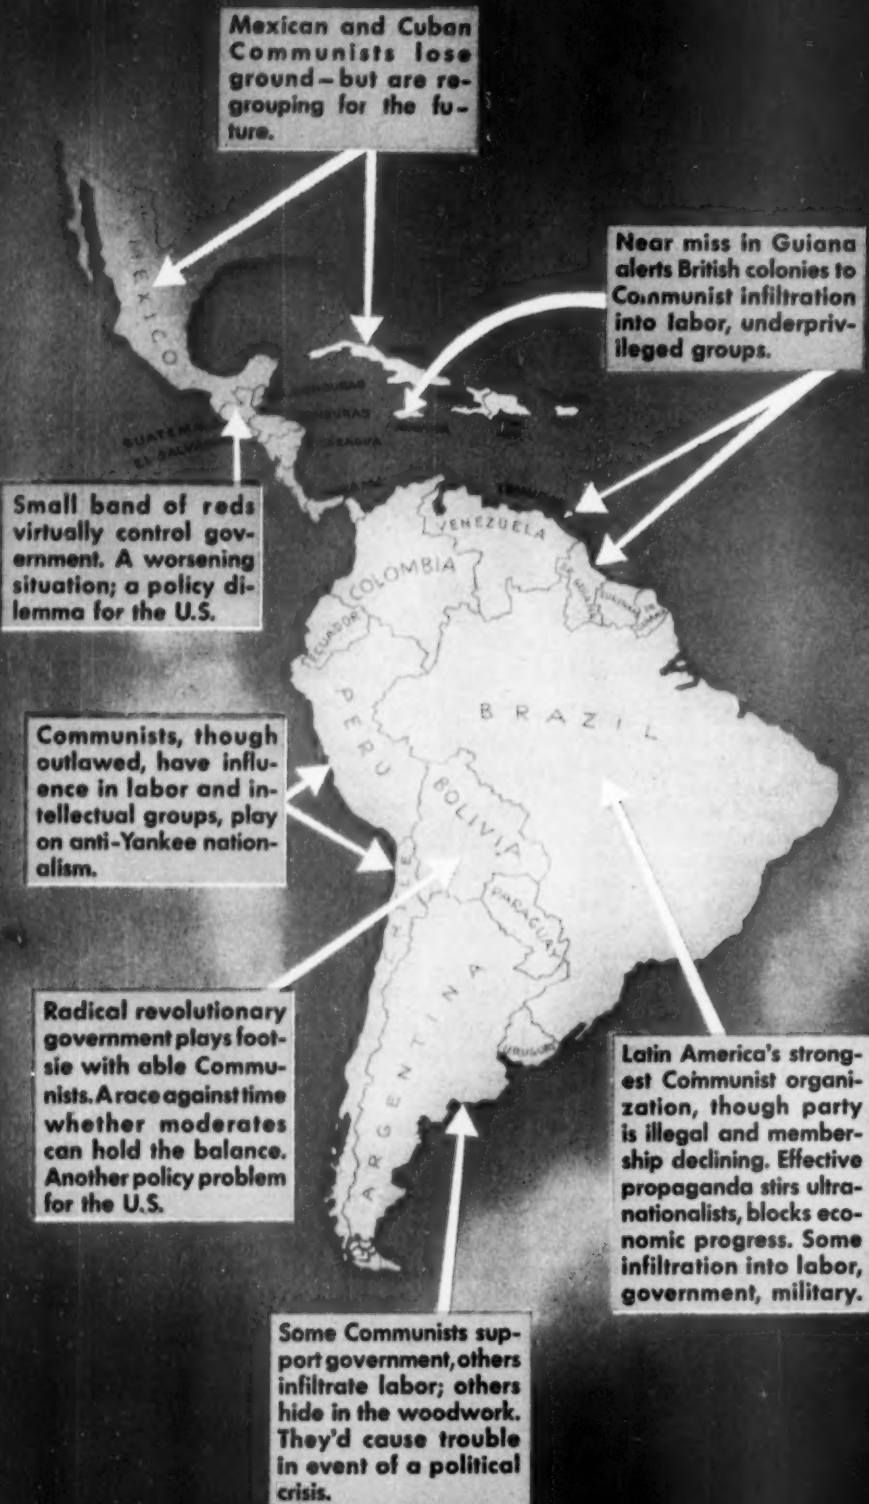 Mexican and Cuban
Communists lose
ground—but are re-
grouping for the fu-
ture.
Near miss in Guiana
alerts British colonies to
Communist infiltration
into labor, underpriv-
ileged groups.
MEXICO
HONDURAS
GUATEMALA
EL SALVADOR
Small band of reds
virtually control gov-
ernment. A worsening
situation; a policy di-
lemma for the U.S.
VENEZUELA
COLOMBIA
ECUADOR
PERU
BRAZIL
Communists, though
outlawed, have influ-
ence in labor and in-
tellectual groups, play
on anti-Yankee nation-
alism.
BOLIVIA
CHILE
PARAGUAY
ARGENTINA
URUGUAY
Radical revolutionary
government plays foot-
sie with able Commu-
nists. A race against time
whether moderates
can hold the balance.
Another policy problem
for the U.S.
Latin America's strong-
est Communist organi-
zation, though party
is illegal and member-
ship declining. Effective
propaganda stirs ultra-
nationalists, blocks eco-
nomic progress. Some
infiltration into labor,
government, military.
Some Communists sup-
port government, others
infiltrate labor; others
hide in the woodwork.
They'd cause trouble
in event of a political
crisis.